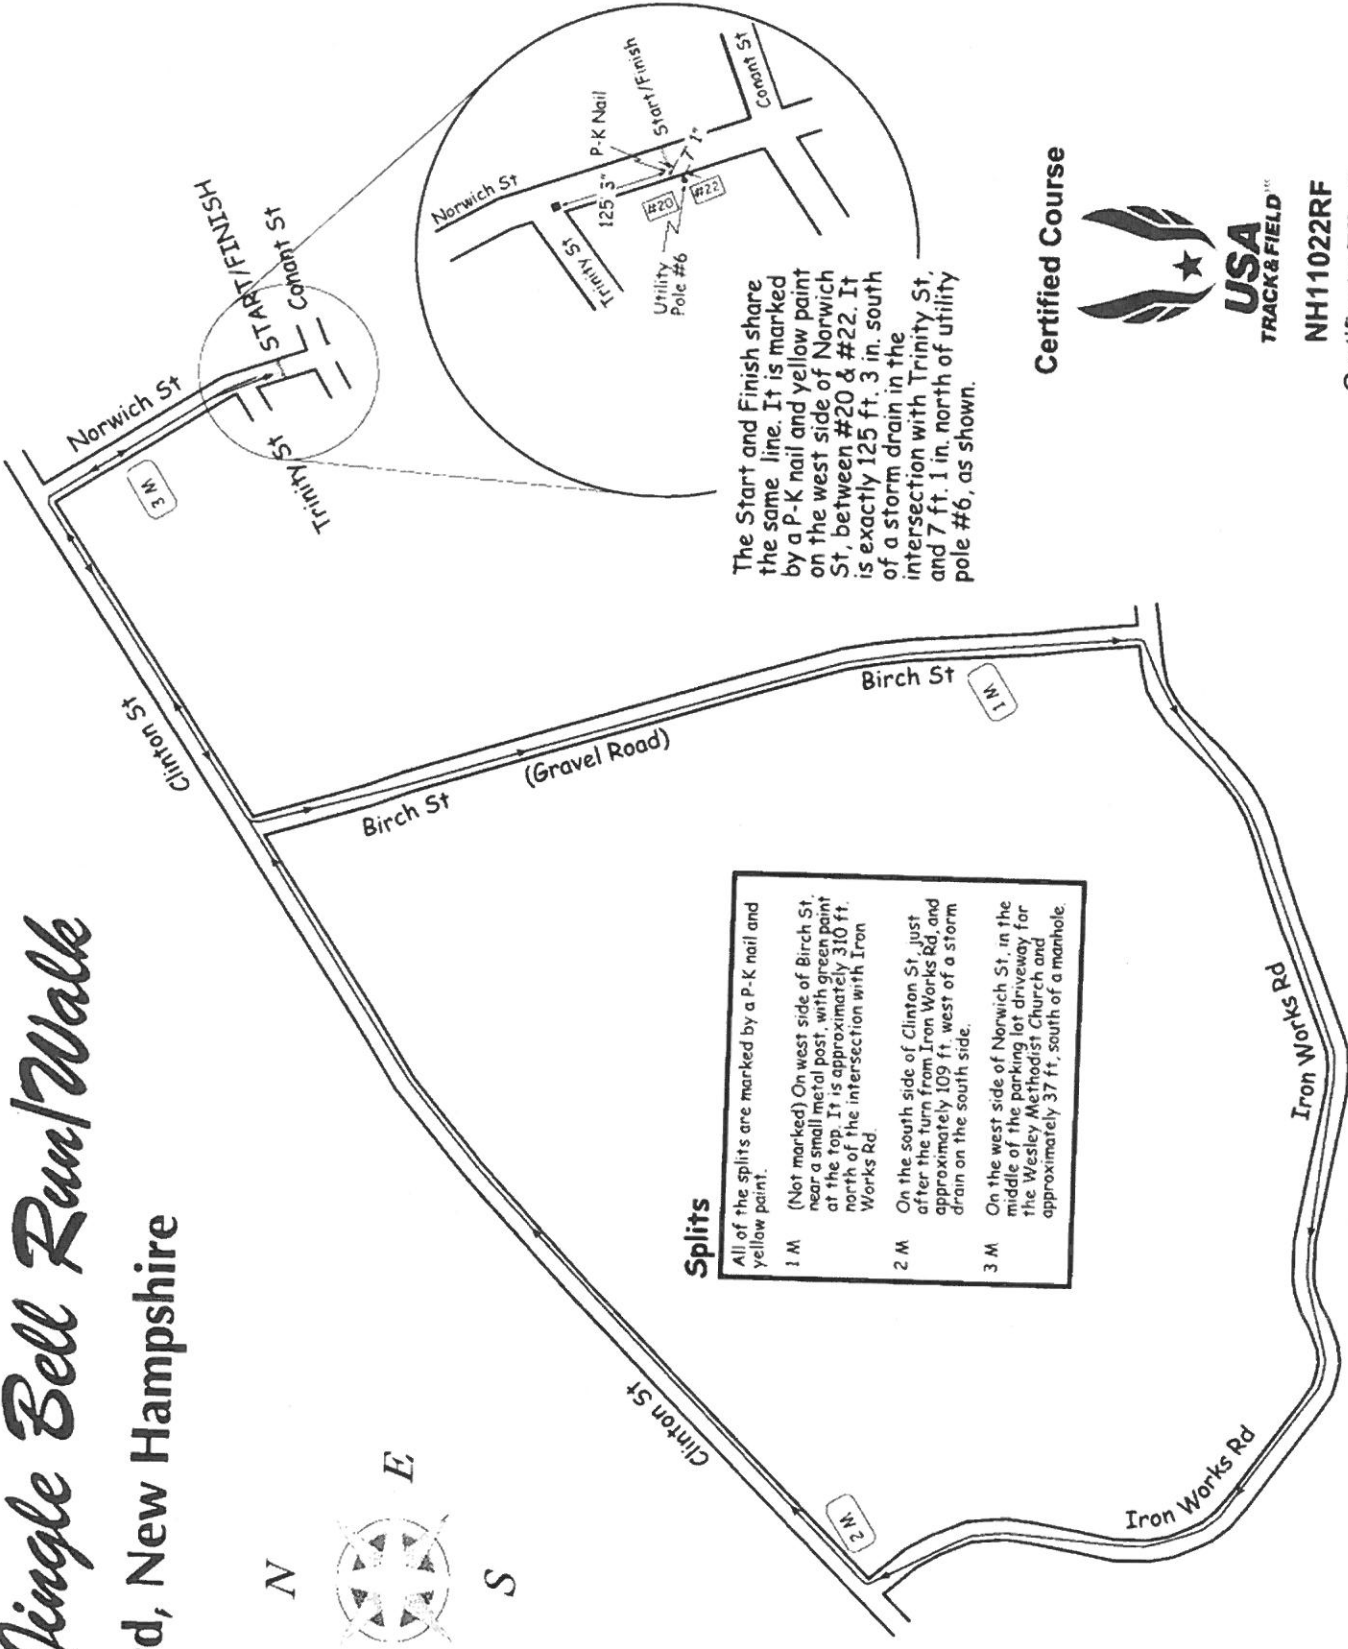 Jingle Bell Run/Walk
d, New Hampshire
N
E
S
Norwich St
START/FINISH
Conant St
Trinity St
3 M
Clinton St
Birch St
(Gravel Road)
Birch St
1 M
Iron Works Rd
Iron Works Rd
2 M
Clinton St
Norwich St
P-K Nail
Start/Finish
Conant St
125' 3"
7' 1"
#20
#22
Trinity St
Utility
Pole #6
The Start and Finish share
the same line. It is marked
by a P-K nail and yellow paint
on the west side of Norwich
St, between #20 & #22. It
is exactly 125 ft. 3 in. south
of a storm drain in the
intersection with Trinity St,
and 7 ft. 1 in. north of utility
pole #6, as shown.
Splits
All of the splits are marked by a P-K nail and
yellow paint.
1 M (Not marked) On west side of Birch St,
near a small metal post, with green paint
at the top. It is approximately 310 ft.
north of the intersection with Iron
Works Rd.
2 M On the south side of Clinton St, just
after the turn from Iron Works Rd, and
approximately 109 ft. west of a storm
drain on the south side.
3 M On the west side of Norwich St, in the
middle of the parking lot driveway for
the Wesley Methodist Church and
approximately 37 ft, south of a manhole.
Certified Course
USA
TRACK & FIELD
NH11022RF